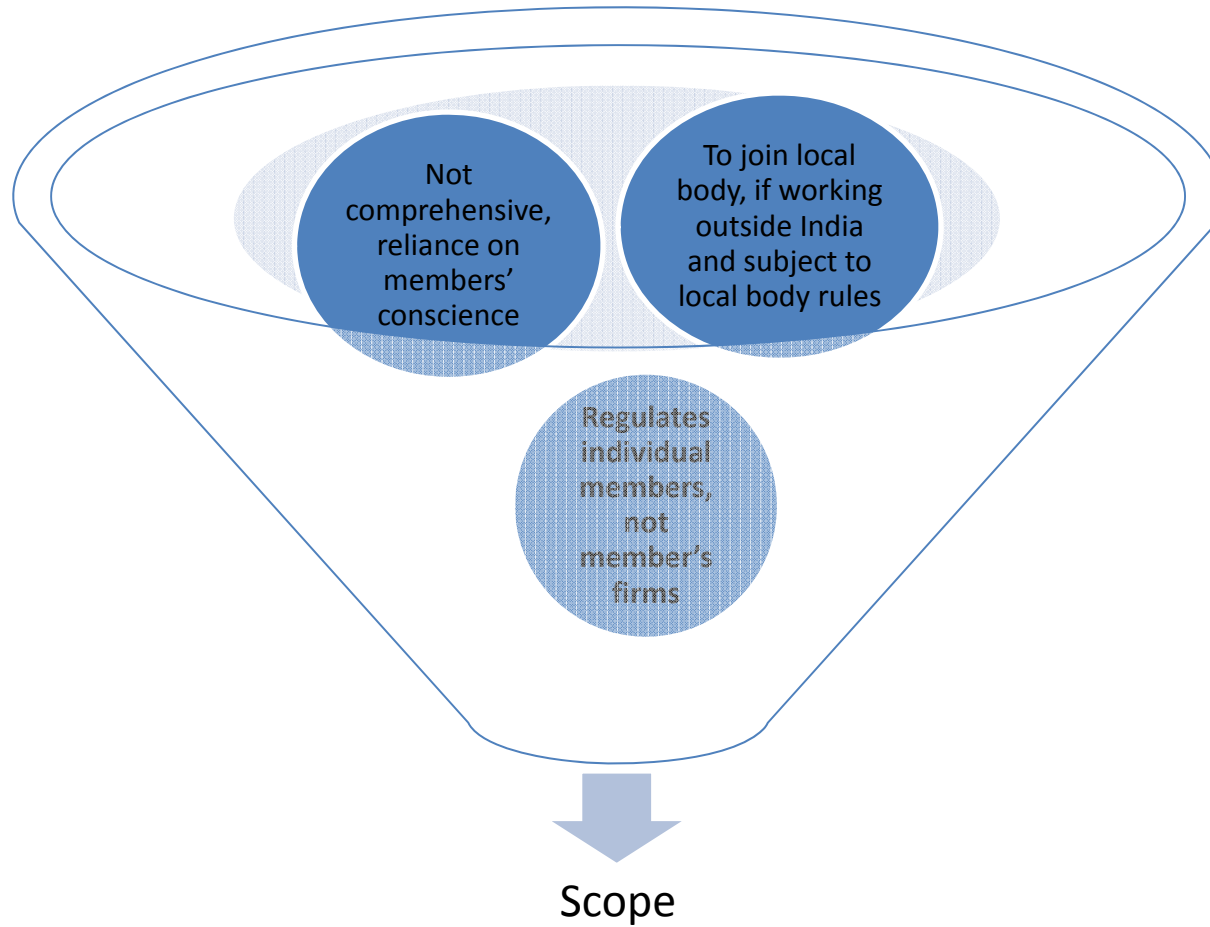 Not
comprehensive,
reliance on
members’
conscience
To join local
body, if working
outside India
and subject to
local body rules
Regulates
individual
members,
not
member’s
firms
Scope